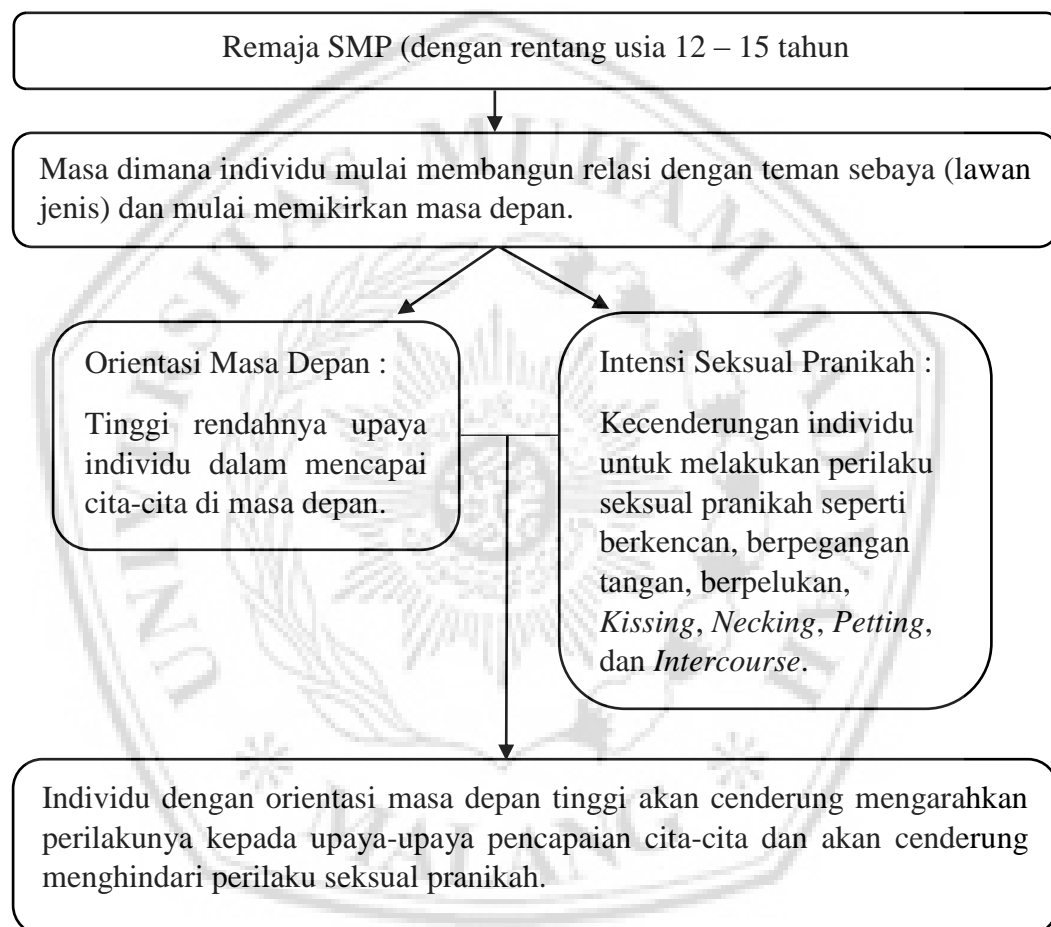 Remaja SMP (dengan rentang usia 12 – 15 tahun
Masa dimana individu mulai membangun relasi dengan teman sebaya (lawan
jenis) dan mulai memikirkan masa depan.
Orientasi Masa Depan :
Tinggi rendahnya upaya
individu dalam mencapai
cita-cita di masa depan.
Intensi Seksual Pranikah :
Kecenderungan individu
untuk melakukan perilaku
seksual pranikah seperti
berkencan, berpegangan
tangan, berpelukan,
Kissing, Necking, Petting,
dan Intercourse.
Individu dengan orientasi masa depan tinggi akan cenderung mengarahkan
perilakunya kepada upaya-upaya pencapaian cita-cita dan akan cenderung
menghindari perilaku seksual pranikah.
UNIVERSITAS MUHAMMADIYAH
MALANG